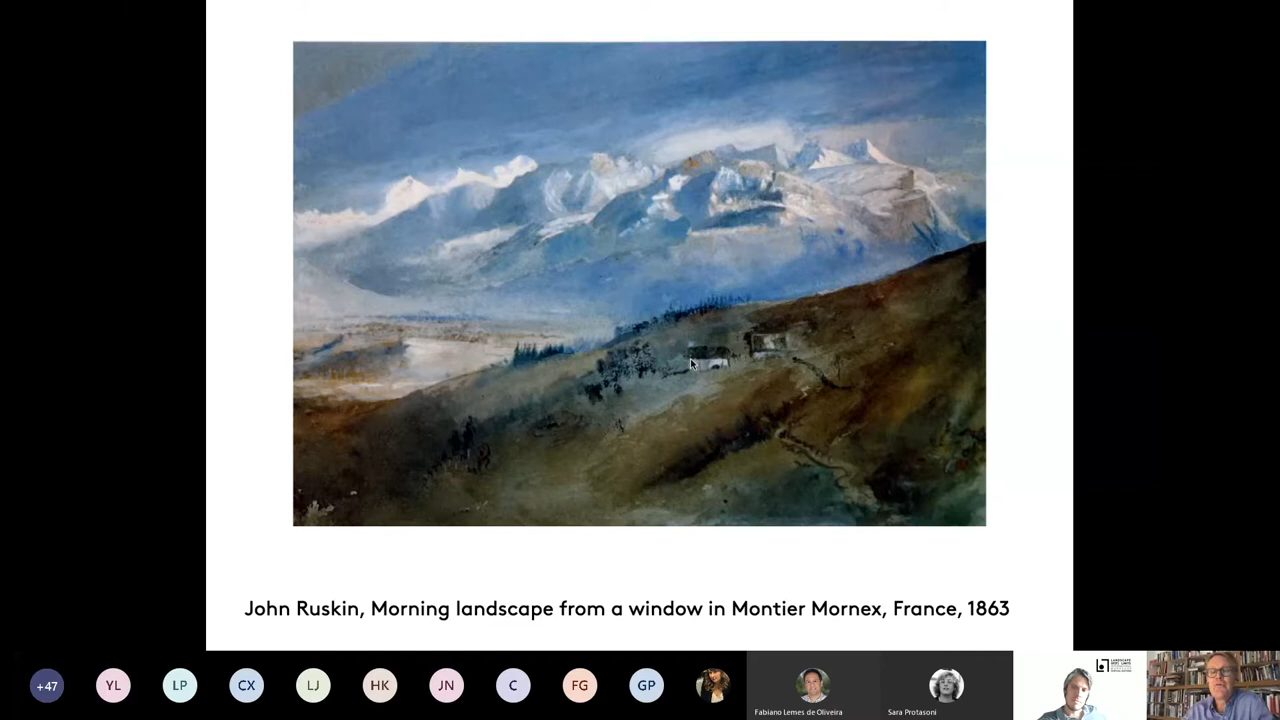 John Ruskin, Morning landscape from a window in Montier Mornex, France, 1863
+47
YL
LP
CX
LJ
HK
JN
C
FG
GP
Fabiano Lemes de Oliveira
Sara Protasoni